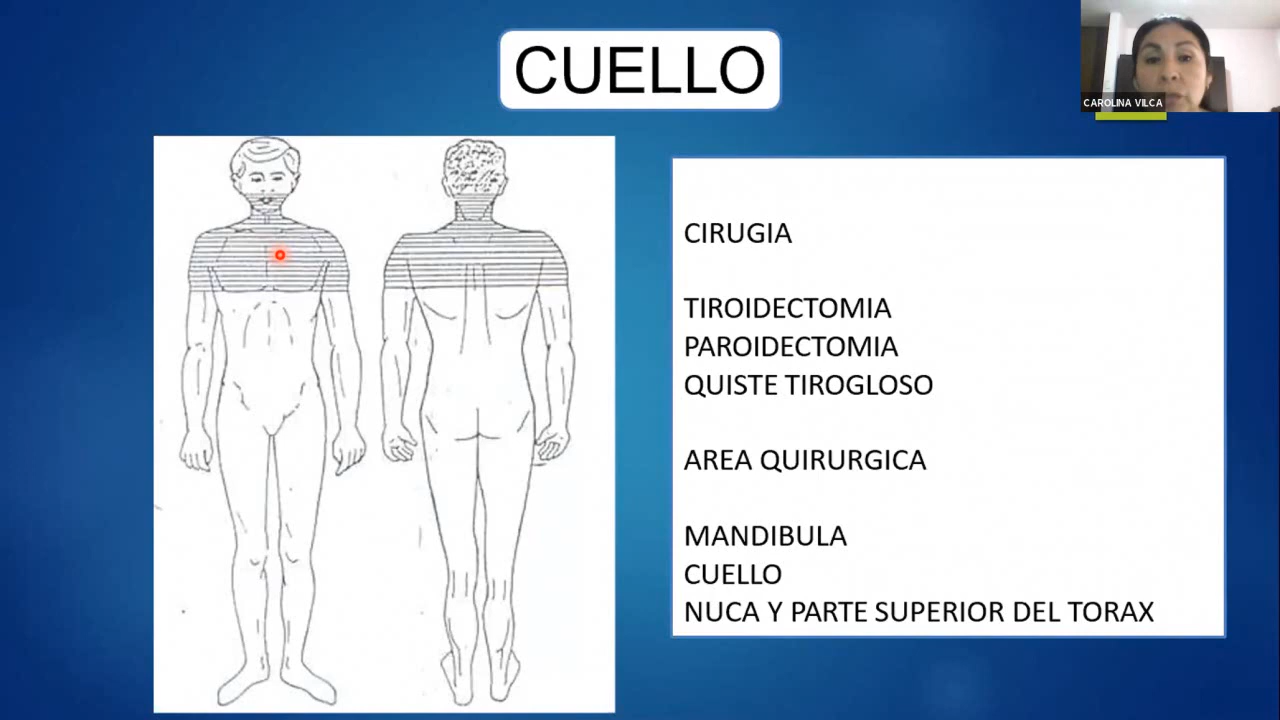 CUELLO
CAROLINA VILCA
CIRUGIA
TIROIDECTOMIA
PAROIDECTOMIA
QUISTE TIROGLOSO
AREA QUIRURGICA
MANDIBULA
CUELLO
NUCA Y PARTE SUPERIOR DEL TORAX